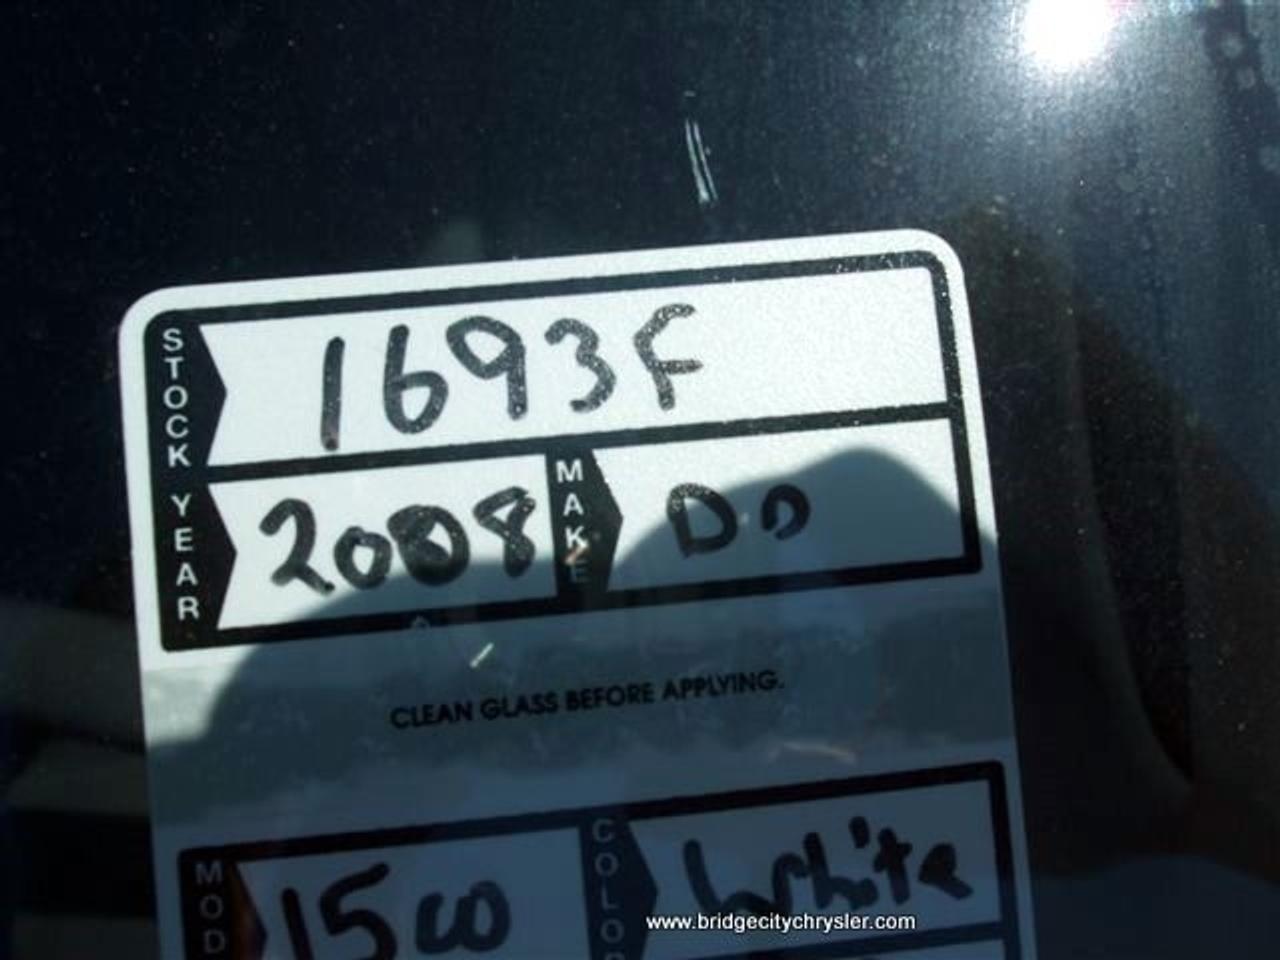 STOCK 1693F
YEAR 2008 MAKE Do
CLEAN GLASS BEFORE APPLYING.
MOD 1500 COLO White
www.bridgecitychrysler.com